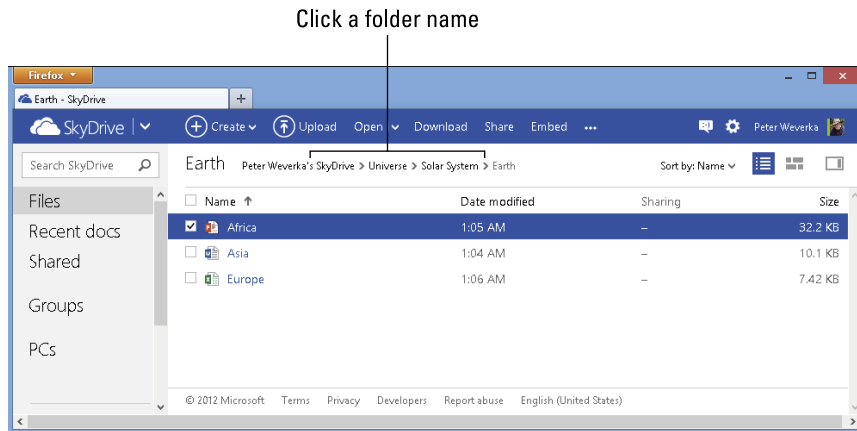 Click a folder name
Firefox
Earth - SkyDrive +
SkyDrive Create Upload Open Download Share Embed ••• Peter Weverka
Search SkyDrive Earth Peter Weverka's SkyDrive > Universe > Solar System > Earth Sort by: Name
Files Name ↑ Date modified Sharing Size
Recent docs Africa 1:05 AM – 32.2 KB
Shared Asia 1:04 AM – 10.1 KB
Europe 1:06 AM – 7.42 KB
Groups
PCs
© 2012 Microsoft Terms Privacy Developers Report abuse English (United States)